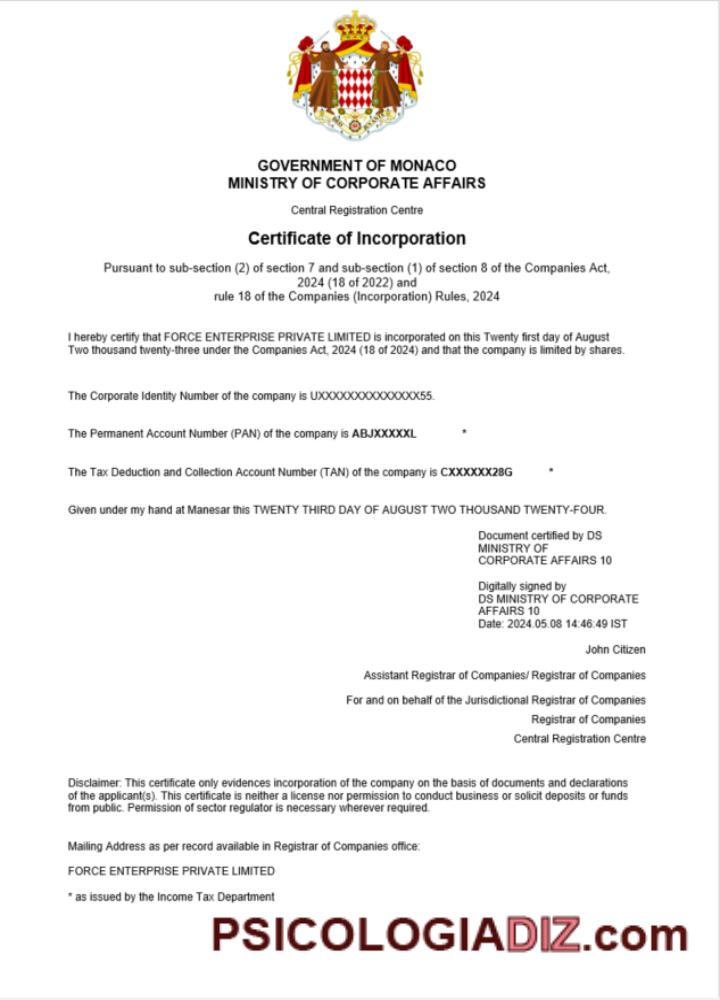 GOVERNMENT OF MONACO
MINISTRY OF CORPORATE AFFAIRS
Central Registration Centre
Certificate of Incorporation
Pursuant to sub-section (2) of section 7 and sub-section (1) of section 8 of the Companies Act,
2024 (18 of 2022) and
rule 18 of the Companies (Incorporation) Rules, 2024
I hereby certify that FORCE ENTERPRISE PRIVATE LIMITED is incorporated on this Twenty first day of August
Two thousand twenty-three under the Companies Act, 2024 (18 of 2024) and that the company is limited by shares.
The Corporate Identity Number of the company is UXXXXXXXXXXXXXX55.
The Permanent Account Number (PAN) of the company is ABJXXXXXL *
The Tax Deduction and Collection Account Number (TAN) of the company is CXXXXXX28G *
Given under my hand at Manesar this TWENTY THIRD DAY OF AUGUST TWO THOUSAND TWENTY-FOUR.
Document certified by DS
MINISTRY OF
CORPORATE AFFAIRS 10
Digitally signed by
DS MINISTRY OF CORPORATE
AFFAIRS 10
Date: 2024.05.08 14:46:49 IST
John Citizen
Assistant Registrar of Companies/ Registrar of Companies
For and on behalf of the Jurisdictional Registrar of Companies
Registrar of Companies
Central Registration Centre
Disclaimer: This certificate only evidences incorporation of the company on the basis of documents and declarations
of the applicant(s). This certificate is neither a license nor permission to conduct business or solicit deposits or funds
from public. Permission of sector regulator is necessary wherever required.
Mailing Address as per record available in Registrar of Companies office:
FORCE ENTERPRISE PRIVATE LIMITED
* as issued by the Income Tax Department
PSICOLOGIADIZ.com